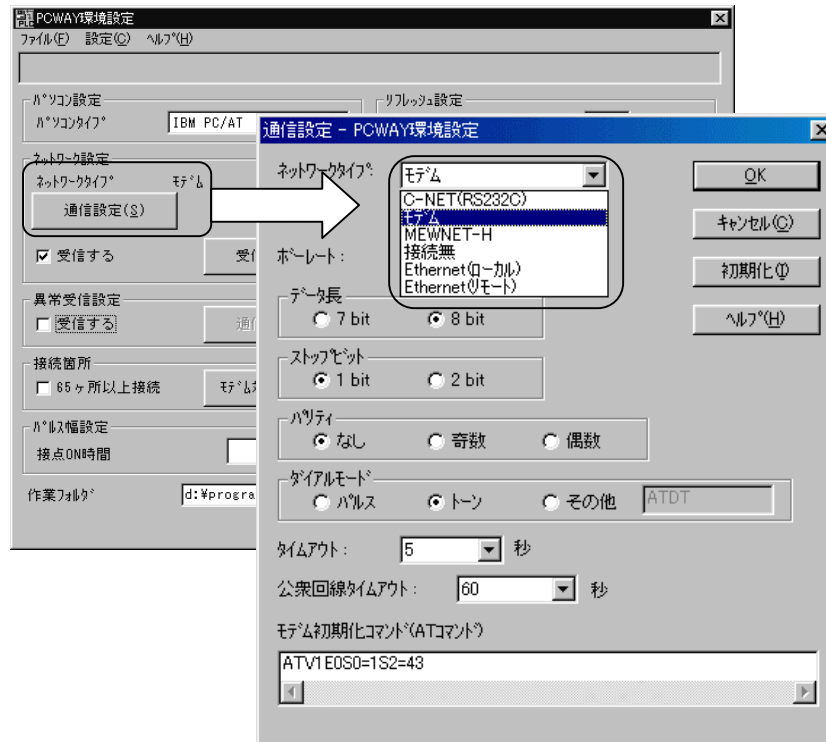 PCWAY環境設定
ファイル(F) 設定(C) ヘルプ(H)
パソコン設定
パソコンタイプ IBM PC/AT
リフレッシュ設定
ネットワーク設定
ネットワークタイプ モデム
通信設定(S)
受信する
異常受信設定
受信する
接続箇所
65ヶ所以上接続
パルス幅設定
接点ON時間
作業フォルダ d:¥progra
通信設定 - PCWAY環境設定
ネットワークタイプ: モデム
C-NET(RS232C)
モデム
MEWNET-H
接続無
Ethernet(ローカル)
Ethernet(リモート)
OK
キャンセル(C)
初期化(I)
ヘルプ(H)
ボーレート:
データ長
7 bit 8 bit
ストップビット
1 bit 2 bit
パリティ
なし 奇数 偶数
ダイアルモード
パルス トーン その他 ATDT
タイムアウト: 5 秒
公衆回線タイムアウト: 60 秒
モデム初期化コマンド(ATコマンド)
ATV1E0S0=1S2=43